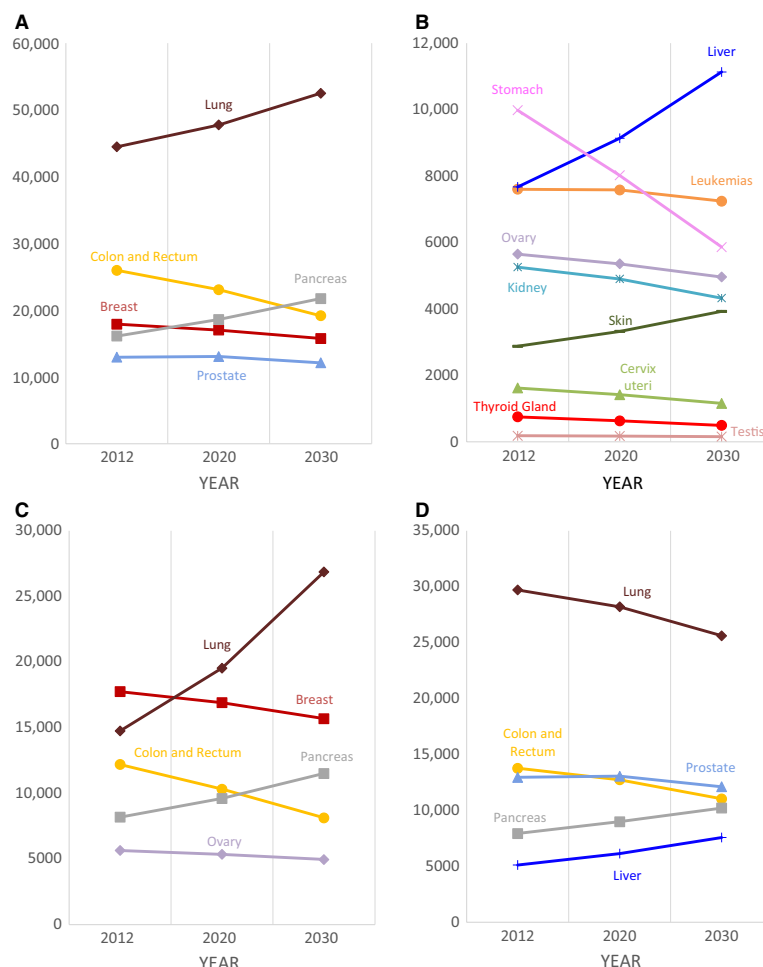 A
60,000
50,000
40,000
30,000
20,000
10,000
0
Lung
Colon and Rectum
Pancreas
Breast
Prostate
2012 2020 2030
YEAR
B
12,000
10,000
8000
6000
4000
2000
0
Liver
Stomach
Leukemias
Ovary
Kidney
Skin
Cervix
uteri
Thyroid Gland
Testis
2012 2020 2030
YEAR
C
30,000
25,000
20,000
15,000
10,000
5000
0
Lung
Breast
Colon and Rectum
Pancreas
Ovary
2012 2020 2030
YEAR
D
35,000
30,000
25,000
20,000
15,000
10,000
5000
0
Lung
Colon and
Rectum
Prostate
Pancreas
Liver
2012 2020 2030
YEAR